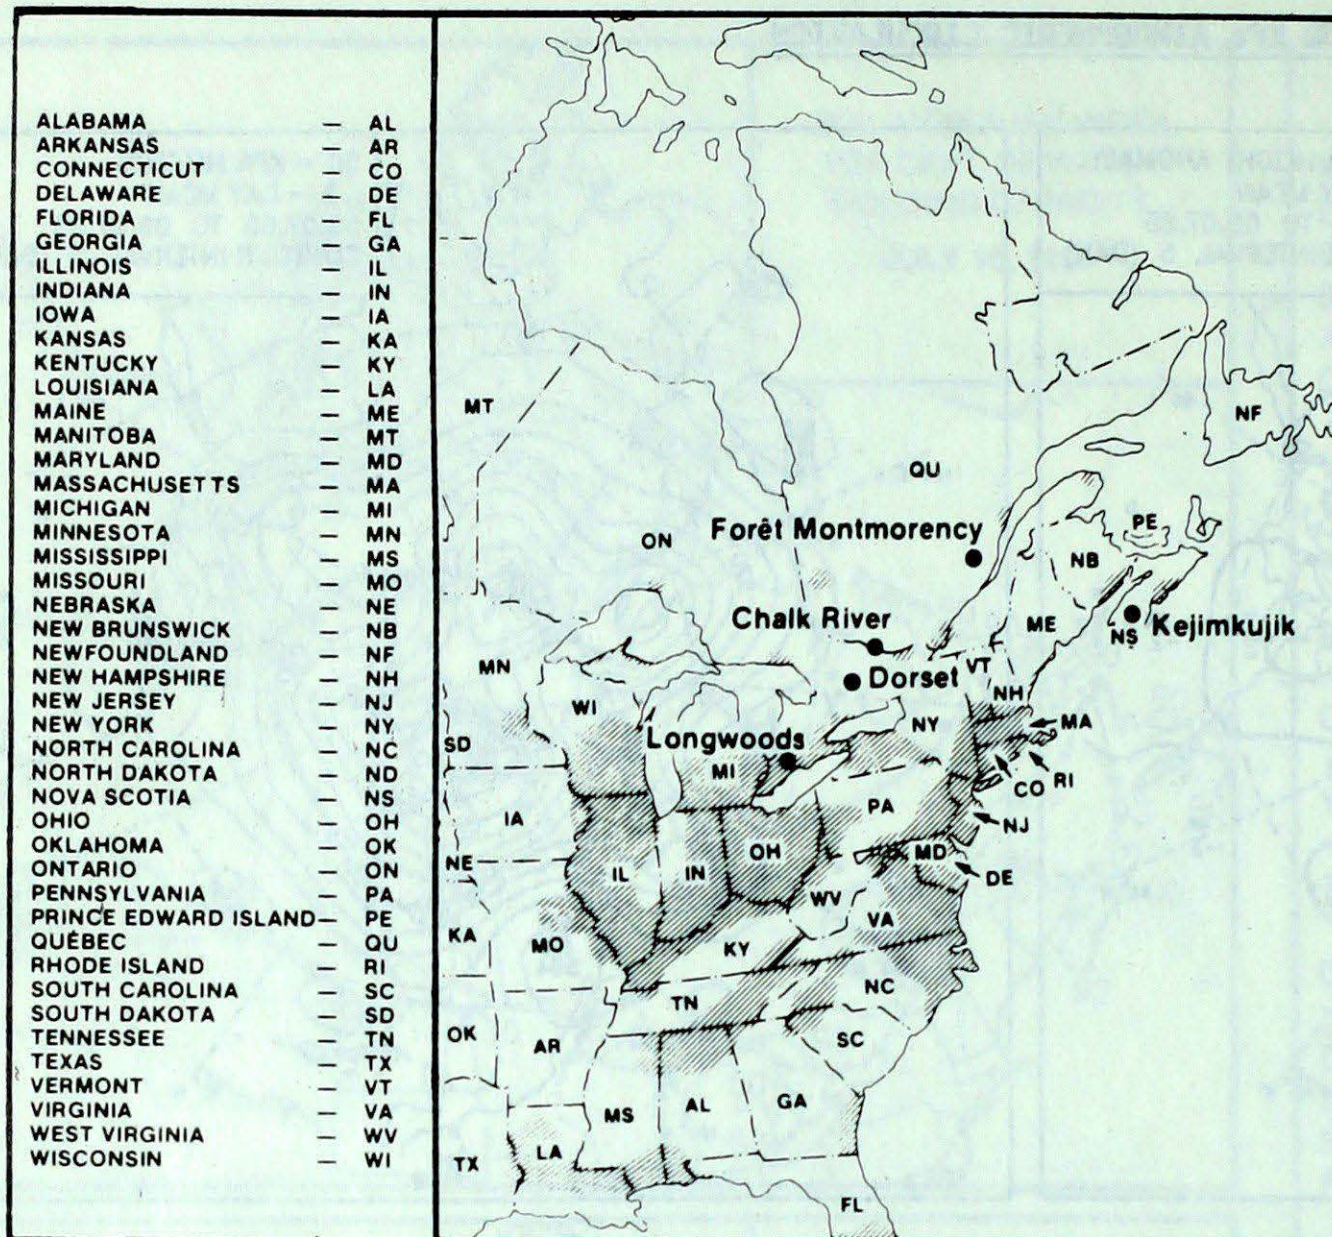 ALABAMA — AL
ARKANSAS — AR
CONNECTICUT — CO
DELAWARE — DE
FLORIDA — FL
GEORGIA — GA
ILLINOIS — IL
INDIANA — IN
IOWA — IA
KANSAS — KA
KENTUCKY — KY
LOUISIANA — LA
MAINE — ME
MANITOBA — MT
MARYLAND — MD
MASSACHUSETTS — MA
MICHIGAN — MI
MINNESOTA — MN
MISSISSIPPI — MS
MISSOURI — MO
NEBRASKA — NE
NEW BRUNSWICK — NB
NEWFOUNDLAND — NF
NEW HAMPSHIRE — NH
NEW JERSEY — NJ
NEW YORK — NY
NORTH CAROLINA — NC
NORTH DAKOTA — ND
NOVA SCOTIA — NS
OHIO — OH
OKLAHOMA — OK
ONTARIO — ON
PENNSYLVANIA — PA
PRINCE EDWARD ISLAND — PE
QUÉBEC — QU
RHODE ISLAND — RI
SOUTH CAROLINA — SC
SOUTH DAKOTA — SD
TENNESSEE — TN
TEXAS — TX
VERMONT — VT
VIRGINIA — VA
WEST VIRGINIA — WV
WISCONSIN — WI
MT
NF
QU
Forêt Montmorency
PE
ON
NB
Chalk River
ME
NS
Kejimkujik
MN
Dorset
VT
NH
WI
NY
MA
SD
Longwoods
MI
CO
RI
IA
PA
NJ
NE
IL
IN
OH
MD
DE
WV
VA
KA
MO
KY
NC
TN
OK
AR
SC
MS
AL
GA
LA
TX
FL